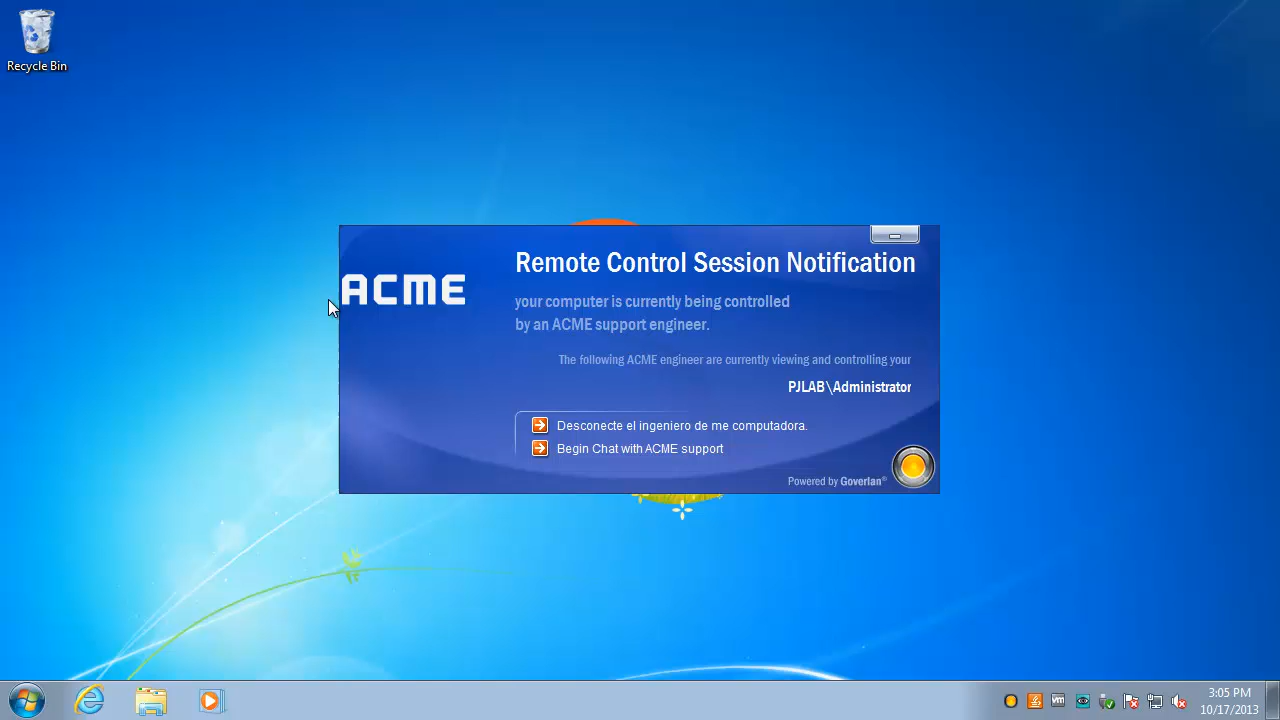 Recycle Bin
ACME
Remote Control Session Notification
your computer is currently being controlled
by an ACME support engineer.
The following ACME engineer are currently viewing and controlling your
PJLAB\Administrator
Desconecte el ingeniero de me computadora.
Begin Chat with ACME support
Powered by Goverlan®
vm
3:05 PM
10/17/2013